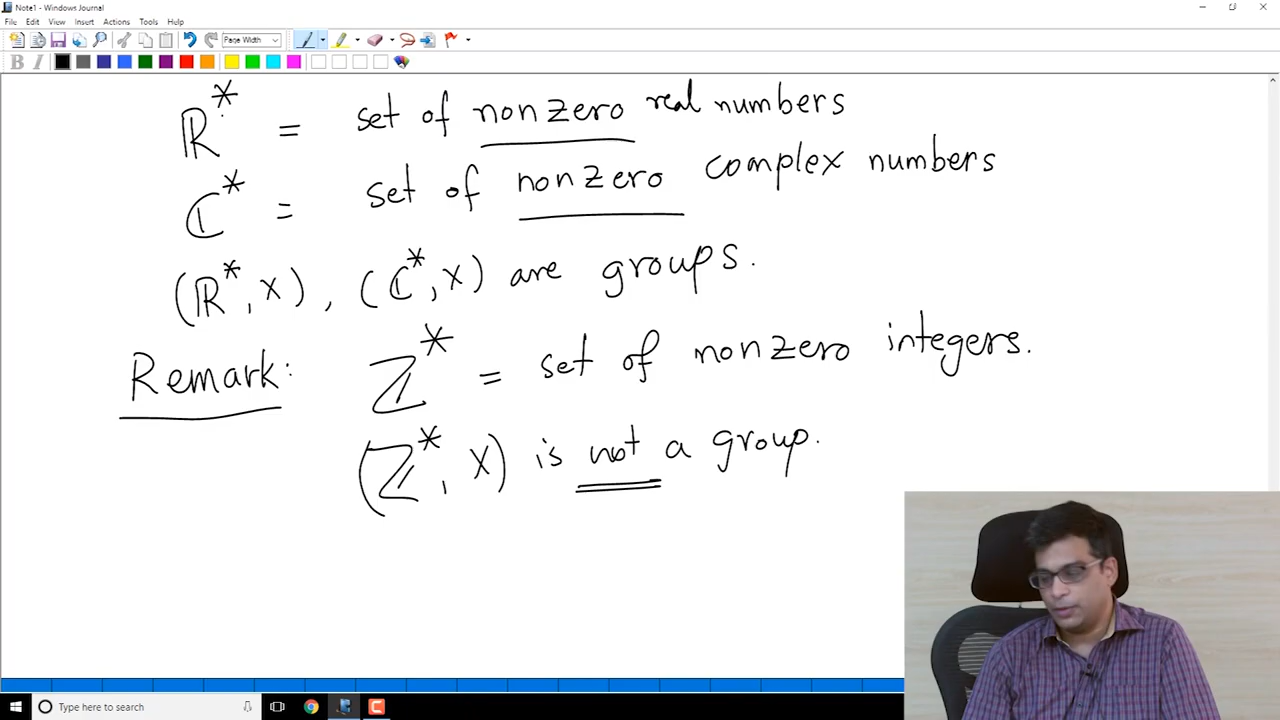 Note1 - Windows Journal
File Edit View Insert Actions Tools Help
Page Width
B I
ℝ* = set of nonzero real numbers
ℂ* = set of nonzero complex numbers
(ℝ*, ×), (ℂ*, ×) are groups.
Remark: ℤ* = set of nonzero integers.
(ℤ*, ×) is not a group.
Type here to search